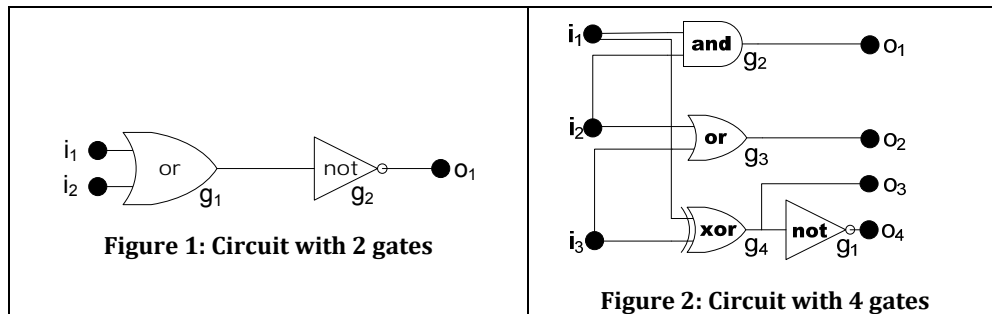 i₁
i₂
or
g₁
not
g₂
o₁
Figure 1: Circuit with 2 gates
i₁
and
g₂
o₁
i₂
or
g₃
o₂
o₃
i₃
xor
g₄
not
g₁
o₄
Figure 2: Circuit with 4 gates